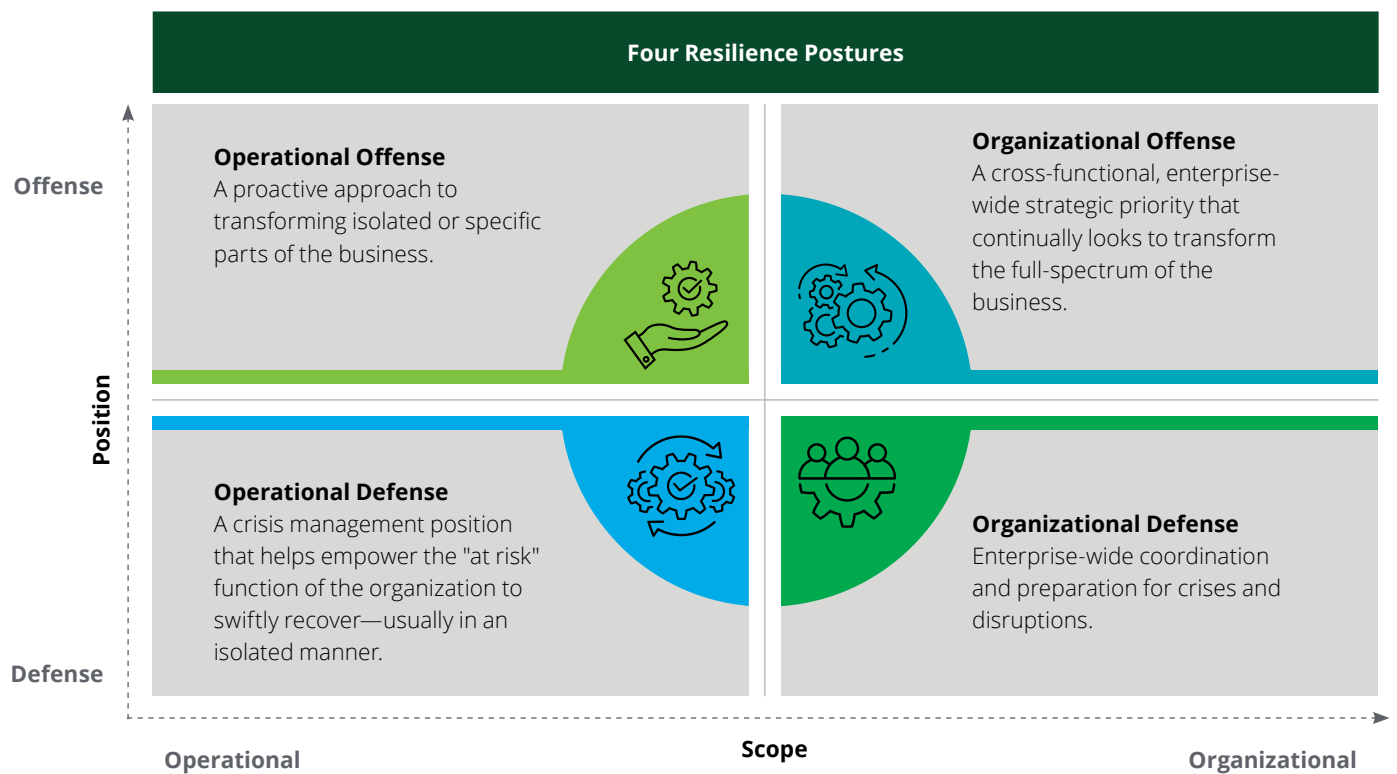 Four Resilience Postures
Offense
Position
Defense
Operational Offense
A proactive approach to
transforming isolated or specific
parts of the business.
Organizational Offense
A cross-functional, enterprise-
wide strategic priority that
continually looks to transform
the full-spectrum of the
business.
Operational Defense
A crisis management position
that helps empower the "at risk"
function of the organization to
swiftly recover—usually in an
isolated manner.
Organizational Defense
Enterprise-wide coordination
and preparation for crises and
disruptions.
Operational
Scope
Organizational